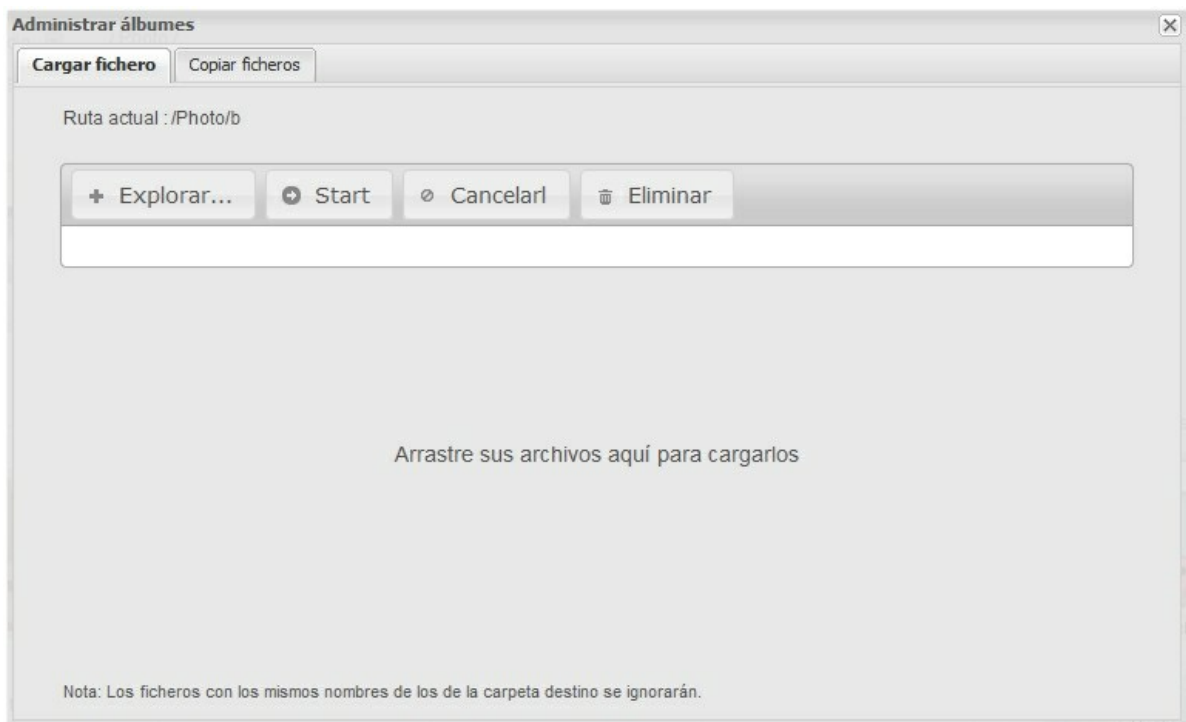 Administrar álbumes
Cargar fichero Copiar ficheros
Ruta actual : /Photo/b
Explorar... Start Cancelarl Eliminar
Arrastre sus archivos aquí para cargarlos
Nota: Los ficheros con los mismos nombres de los de la carpeta destino se ignorarán.